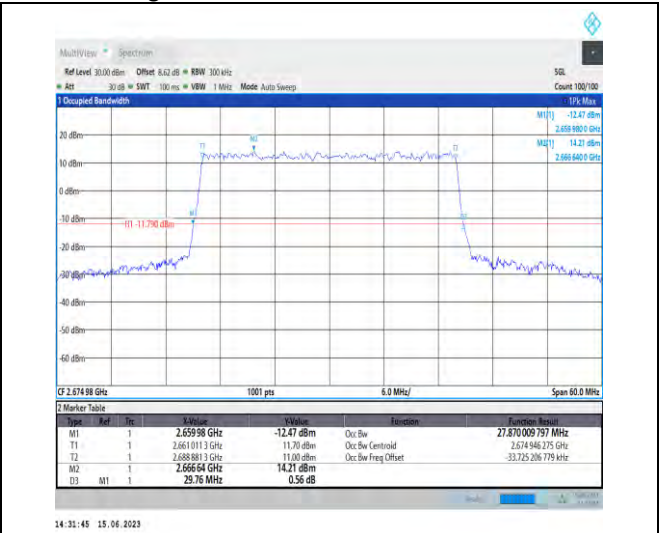 MultiView Spectrum
Ref Level 30.00 dBm Offset 8.62 dB RBW 300 kHz SGL
Att 30 dB SWT 100 ms VBW 1 MHz Mode Auto Sweep Count 100/100
1 Occupied Bandwidth 1Pk Max
M1[1] -12.47 dBm
2.659 980 0 GHz
20 dBm
M2[1] 14.21 dBm
2.666 640 0 GHz
T1 M2 T2
10 dBm
0 dBm
-10 dBm
M1
H1 -11.790 dBm
-20 dBm
-30 dBm
-40 dBm
-50 dBm
-60 dBm
CF 2.674 98 GHz 1001 pts 6.0 MHz/ Span 60.0 MHz
2 Marker Table
Type Ref Trc X-Value Y-Value Function Function Result
M1 1 2.659 98 GHz -12.47 dBm Occ Bw 27.870 009 797 MHz
T1 1 2.661 011 3 GHz 11.70 dBm Occ Bw Centroid 2.674 946 275 GHz
T2 1 2.688 881 3 GHz 11.00 dBm Occ Bw Freq Offset -33.725 206 779 kHz
M2 1 2.666 64 GHz 14.21 dBm
D3 M1 1 29.76 MHz 0.56 dB
14:31:45 15.06.2023